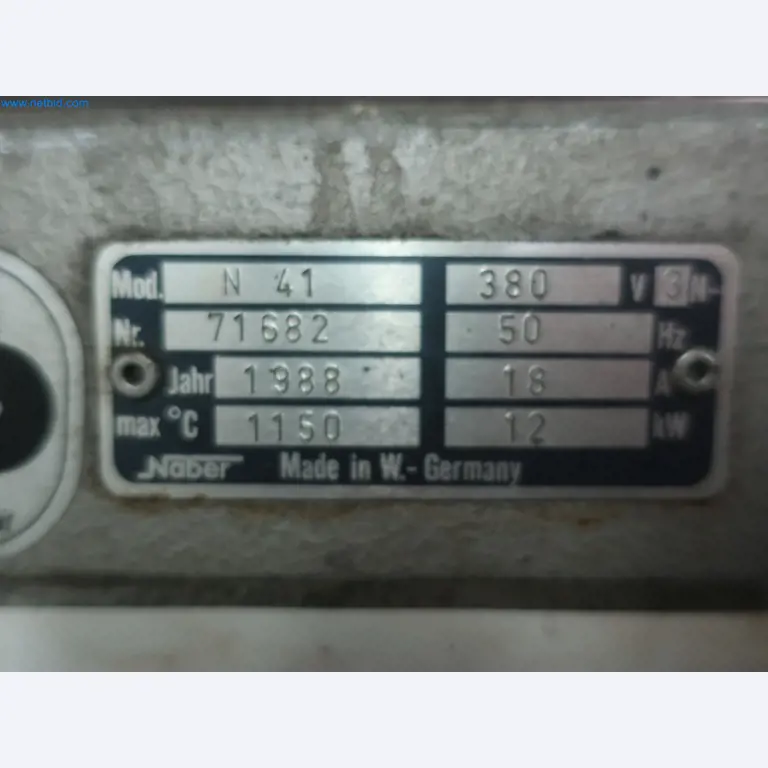 www.netbid.com
Mod. N 41 380 V 3 N~
Nr. 71682 50 Hz
Jahr 1988 18 A
max °C 1150 12 kW
Naber Made in W.- Germany